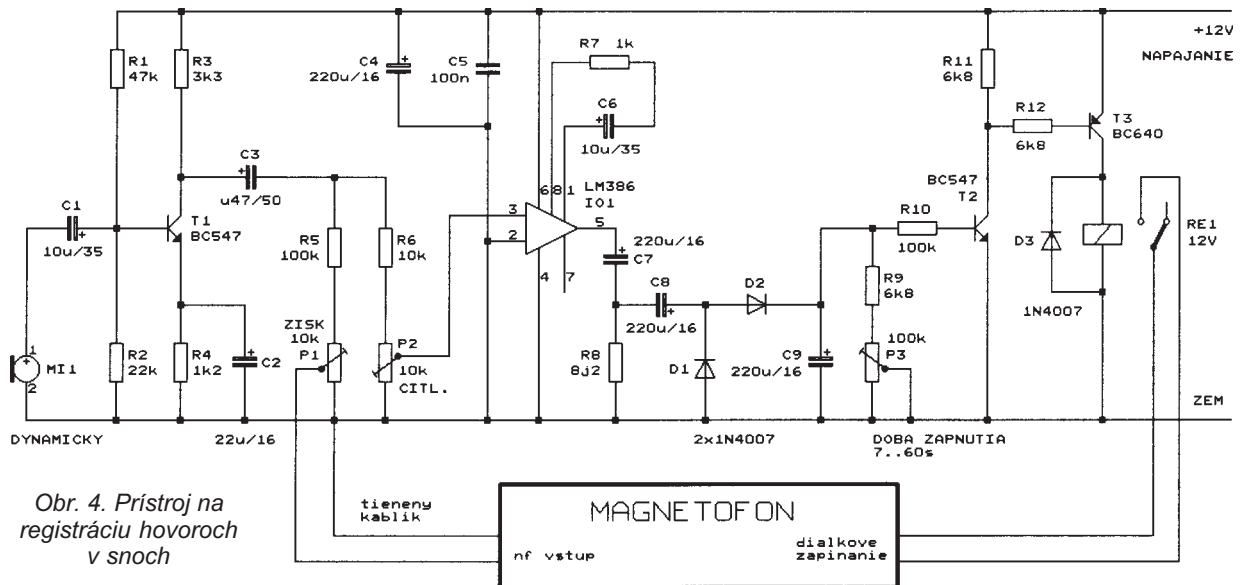 +12V
NAPAJANIE
R1
47k
R3
3k3
C4
220u/16
+
C5
100n
R7 1k
C6
+
10u/35
R11
6k8
R12
6k8
T3
BC640
C3
+
u47/50
C1
+
10u/35
T1
BC547
R5
100k
R6
10k
6 8 1
LM386
IO1
3
2
5
4
7
220u/16
+
C7
BC547
T2
R10
100k
D3
RE1
12V
1N4007
C8
+
220u/16
D2
R9
6k8
ZISK
10k
P1
P2
10k
CITL.
1
+
MI1
2
R2
22k
R4
1k2
+
C2
R8
8j2
D1
+
C9
220u/16
100k
P3
ZEM
DYNAMICKY
22u/16
2x1N4007
DOBA ZAPNUTIA
7..60s
Obr. 4. Prístroj na
registráciu hovoroch
v snoch
tieneny
kablik
MAGNETOFON
nf vstup
dialkove
zapinanie